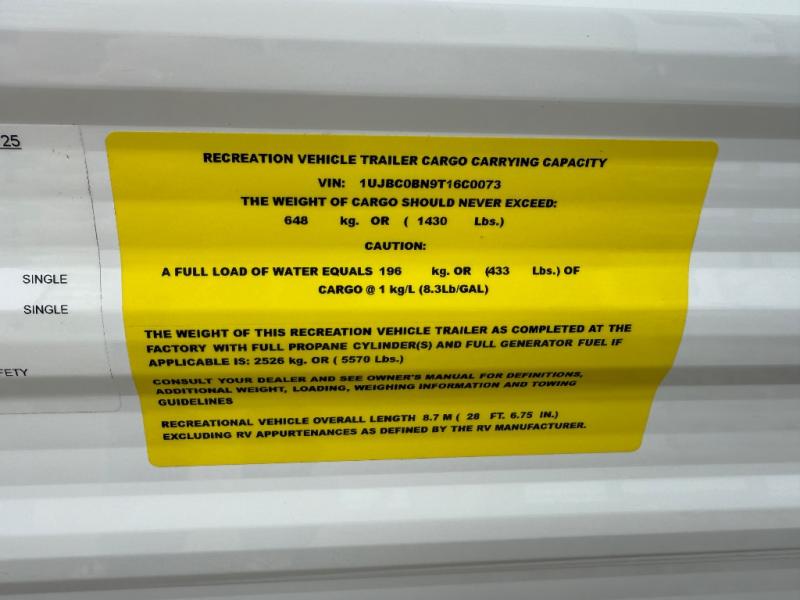 25
SINGLE
SINGLE
FETY
RECREATION VEHICLE TRAILER CARGO CARRYING CAPACITY
VIN: 1UJBC0BN9T16C0073
THE WEIGHT OF CARGO SHOULD NEVER EXCEED:
648 kg. OR ( 1430 Lbs.)
CAUTION:
A FULL LOAD OF WATER EQUALS 196 kg. OR (433 Lbs.) OF
CARGO @ 1 kg/L (8.3Lb/GAL)
THE WEIGHT OF THIS RECREATION VEHICLE TRAILER AS COMPLETED AT THE
FACTORY WITH FULL PROPANE CYLINDER(S) AND FULL GENERATOR FUEL IF
APPLICABLE IS: 2526 kg. OR ( 5570 Lbs.)
CONSULT YOUR DEALER AND SEE OWNER'S MANUAL FOR DEFINITIONS,
ADDITIONAL WEIGHT, LOADING, WEIGHING INFORMATION AND TOWING
GUIDELINES
RECREATIONAL VEHICLE OVERALL LENGTH 8.7 M ( 28 FT. 6.75 IN.)
EXCLUDING RV APPURTENANCES AS DEFINED BY THE RV MANUFACTURER.